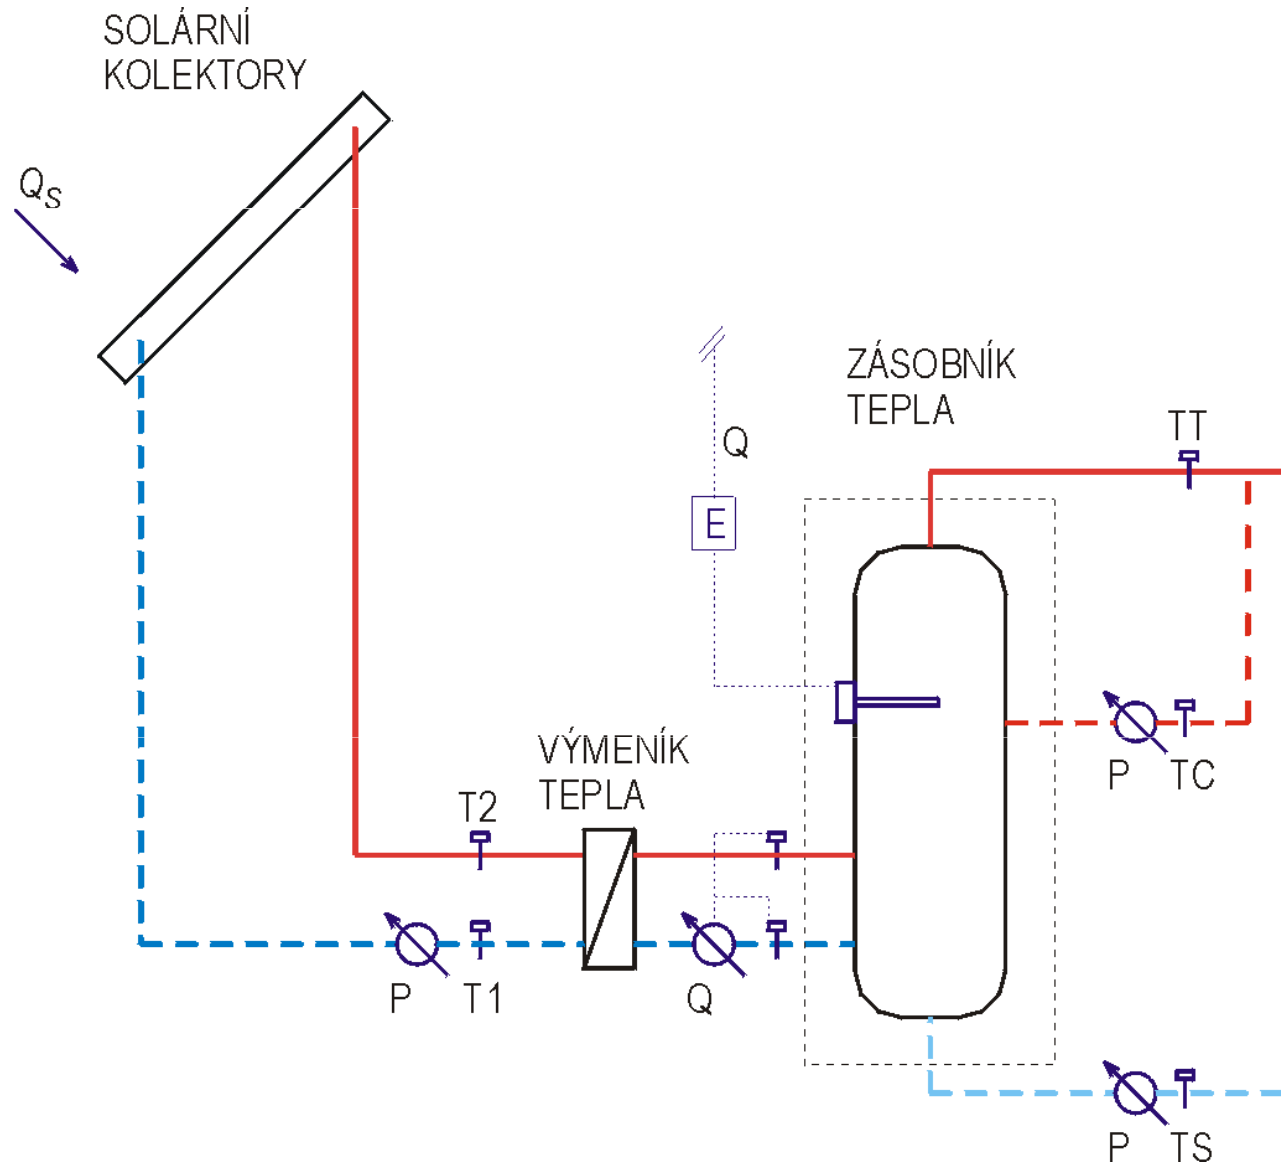 SOLÁRNÍ
KOLEKTORY
QS
ZÁSOBNÍK
TEPLA
TT
Q
E
VÝMENÍK
TEPLA
P
TC
T2
P
T1
Q
P
TS